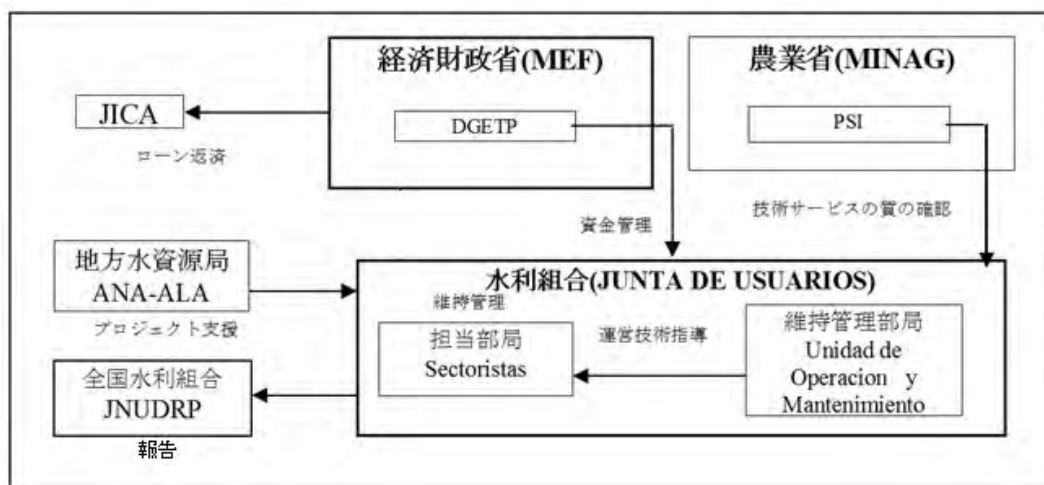 経済財政省(MEF)
農業省(MINAG)
JICA
DGETP
PSI
ローン返済
資金管理
技術サービスの質の確認
地方水資源局
ANA-ALA
プロジェクト支援
水利組合(JUNTA DE USUARIOS)
維持管理
担当部局
Sectoristas
運営技術指導
維持管理部局
Unidad de
Operacion y
Mantenimiento
全国水利組合
JNUDRP
報告